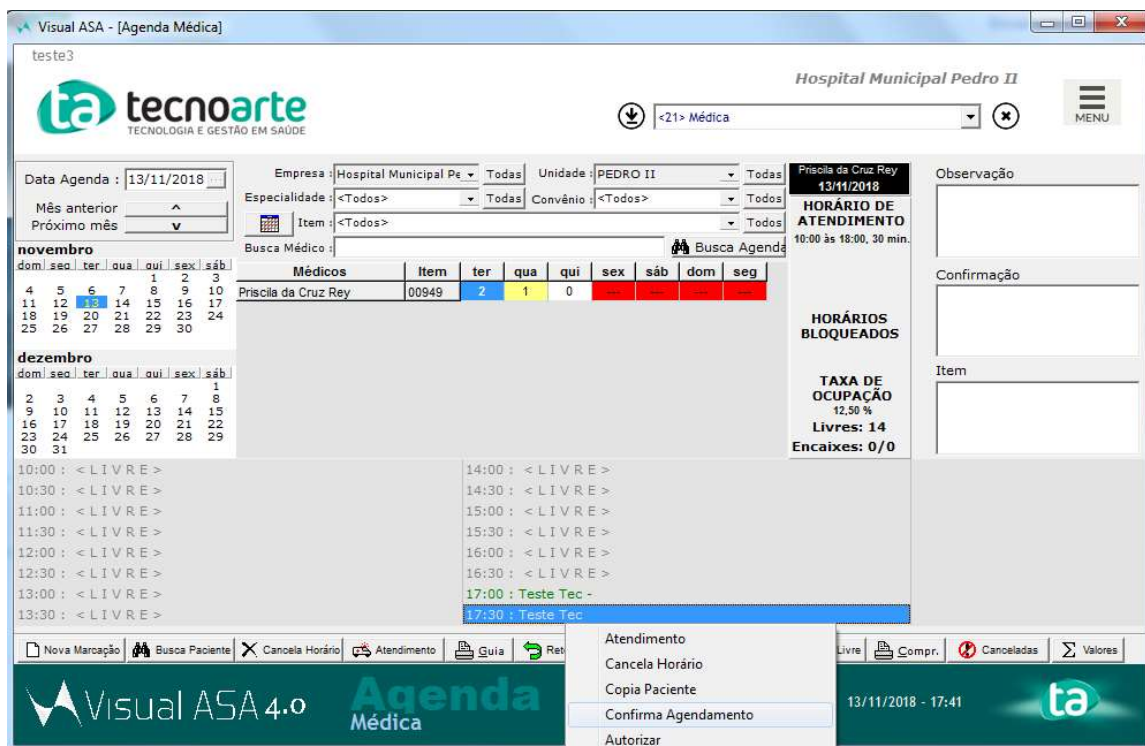 Visual ASA - [Agenda Médica]
teste3
ta tecnoarte
TECNOLOGIA E GESTÃO EM SAÚDE
Hospital Municipal Pedro II
<21> Médica
MENU
Data Agenda : 13/11/2018 ...
Mês anterior ^
Próximo mês v
novembro
dom seg ter qua qui sex sáb
1 2 3
4 5 6 7 8 9 10
11 12 13 14 15 16 17
18 19 20 21 22 23 24
25 26 27 28 29 30
dezembro
dom seg ter qua qui sex sáb
1
2 3 4 5 6 7 8
9 10 11 12 13 14 15
16 17 18 19 20 21 22
23 24 25 26 27 28 29
30 31
Empresa : Hospital Municipal Pe Todas Unidade : PEDRO II Todas
Especialidade : <Todos> Todas Convênio : <Todos> Todos
Item : <Todos> Todos
Busca Médico : Busca Agenda
Médicos Item ter qua qui sex sáb dom seg
Priscila da Cruz Rey 00949 2 1 0 --- --- --- ---
Priscila da Cruz Rey
13/11/2018
HORÁRIO DE
ATENDIMENTO
10:00 às 18:00, 30 min.
HORÁRIOS
BLOQUEADOS
TAXA DE
OCUPAÇÃO
12,50 %
Livres: 14
Encaixes: 0/0
Observação
Confirmação
Item
10:00 : < L I V R E >
10:30 : < L I V R E >
11:00 : < L I V R E >
11:30 : < L I V R E >
12:00 : < L I V R E >
12:30 : < L I V R E >
13:00 : < L I V R E >
13:30 : < L I V R E >
14:00 : < L I V R E >
14:30 : < L I V R E >
15:00 : < L I V R E >
15:30 : < L I V R E >
16:00 : < L I V R E >
16:30 : < L I V R E >
17:00 : Teste Tec -
17:30 : Teste Tec
Nova Marcação Busca Paciente Cancela Horário Atendimento Guia Ret Livre Compr. Canceladas Valores
Atendimento
Cancela Horário
Copia Paciente
Confirma Agendamento
Autorizar
Visual ASA 4.0
Agenda
Médica
13/11/2018 - 17:41
ta